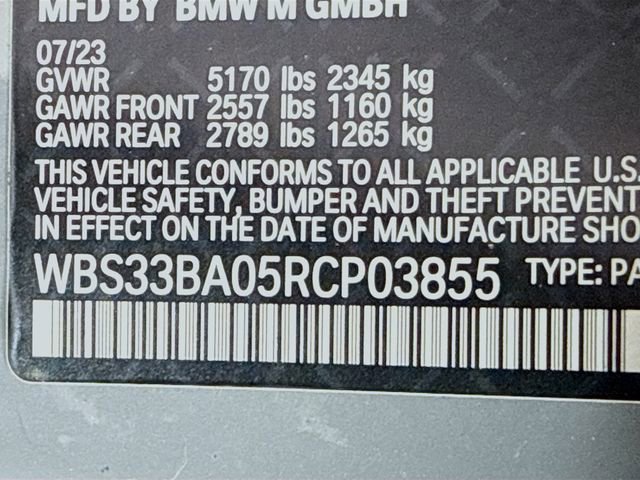 MFD BY BMW M GMBH
07/23
GVWR 5170 lbs 2345 kg
GAWR FRONT 2557 lbs 1160 kg
GAWR REAR 2789 lbs 1265 kg
THIS VEHICLE CONFORMS TO ALL APPLICABLE U.S.
VEHICLE SAFETY, BUMPER AND THEFT PREVENT
IN EFFECT ON THE DATE OF MANUFACTURE SHO
WBS33BA05RCP03855 TYPE: PA